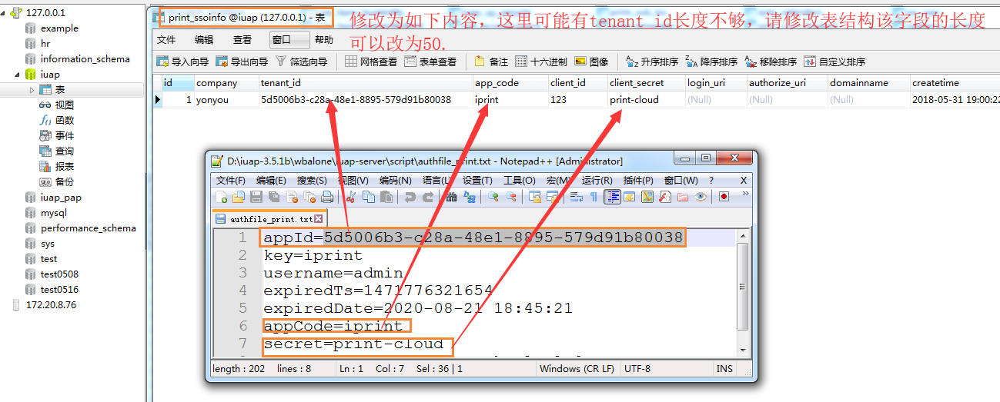 127.0.0.1
example
hr
information_schema
iuap
表
视图
函数
事件
查询
报表
备份
iuap_pap
mysql
performance_schema
sys
test
test0508
test0516
172.20.8.76
print_ssoinfo @iuap (127.0.0.1) - 表
修改为如下内容，这里可能有tenant id长度不够，请修改表结构该字段的长度
可以改为50.
文件 编辑 查看 窗口 帮助
导入向导 导出向导 筛选向导 网格查看 表单查看 备注 十六进制 图像 升序排序 降序排序 移除排序 自定义排序
id company tenant_id app_code client_id client_secret login_uri authorize_uri domainname createtime
1 yonyou 5d5006b3-c28a-48e1-8895-579d91b80038 iprint 123 print-cloud (Null) (Null) (Null) 2018-05-31 19:00:22
D:\iuap-3.5.1b\wbalone\iuap-server\script\authfile_print.txt - Notepad++ [Administrator]
文件(F) 编辑(E) 搜索(S) 视图(V) 编码(N) 语言(L) 设置(T) 工具(O) 宏(M) 运行(R) 插件(P) 窗口(W) ? X
authfile_print.txt
1 appId=5d5006b3-c28a-48e1-8895-579d91b80038
2 key=iprint
3 username=admin
4 expiredTs=1471776321654
5 expiredDate=2020-08-21 18:45:21
6 appCode=iprint
7 secret=print-cloud
length : 202 lines : 8 Ln : 1 Col : 7 Sel : 36 | 1 Windows (CR LF) UTF-8 INS